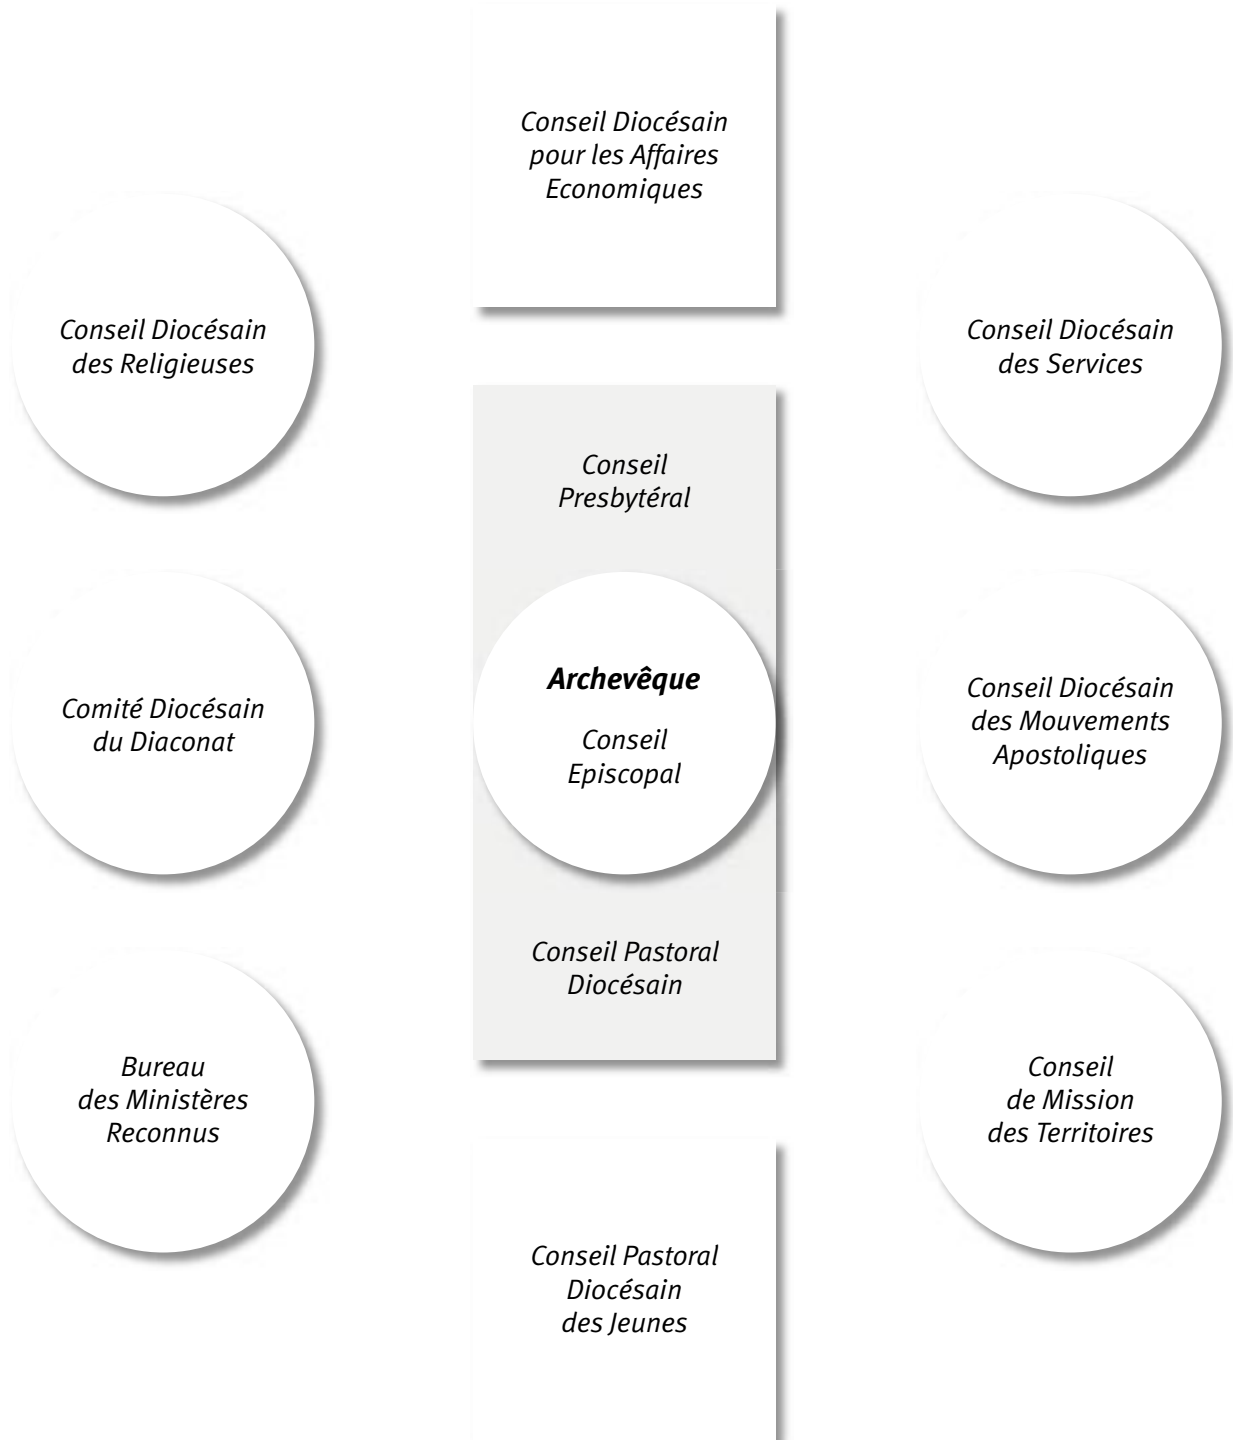 Conseil Diocésain
pour les Affaires
Economiques
Conseil Diocésain
des Religieuses
Conseil Diocésain
des Services
Conseil
Presbytéral
Archevêque
Conseil
Episcopal
Comité Diocésain
du Diaconat
Conseil Diocésain
des Mouvements
Apostoliques
Conseil Pastoral
Diocésain
Bureau
des Ministères
Reconnus
Conseil
de Mission
des Territoires
Conseil Pastoral
Diocésain
des Jeunes